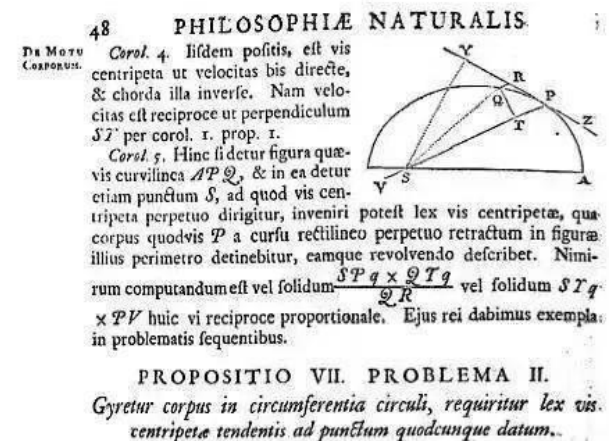 48 PHILOSOPHIÆ NATURALIS
DE MOTU
CORPORUM.
Corol. 4. Iisdem positis, est vis
centripeta ut velocitas bis directe,
& chorda illa inverse. Nam velo-
citas est reciproce ut perpendiculum
SY per corol. 1. prop. 1.
Corol. 5. Hinc si detur figura quæ-
vis curvilinea APQ, & in ea detur
etiam punctum S, ad quod vis cen-
tripeta perpetuo dirigitur, inveniri potest lex vis centripetæ, qua
corpus quodvis P a cursu rectilineo perpetuo retractum in figuræ
illius perimetro detinebitur, eamque revolvendo describet. Nimi-
rum computandum est vel solidum SPq × QTq / QR vel solidum SYq
× PV huic vi reciproce proportionale. Ejus rei dabimus exempla
in problematis sequentibus.
PROPOSITIO VII. PROBLEMA II.
Gyretur corpus in circumferentia circuli, requiritur lex vis
centripetæ tendentis ad punctum quodcunque datum.
Y
R
Q
P
T
Z
V
S
A